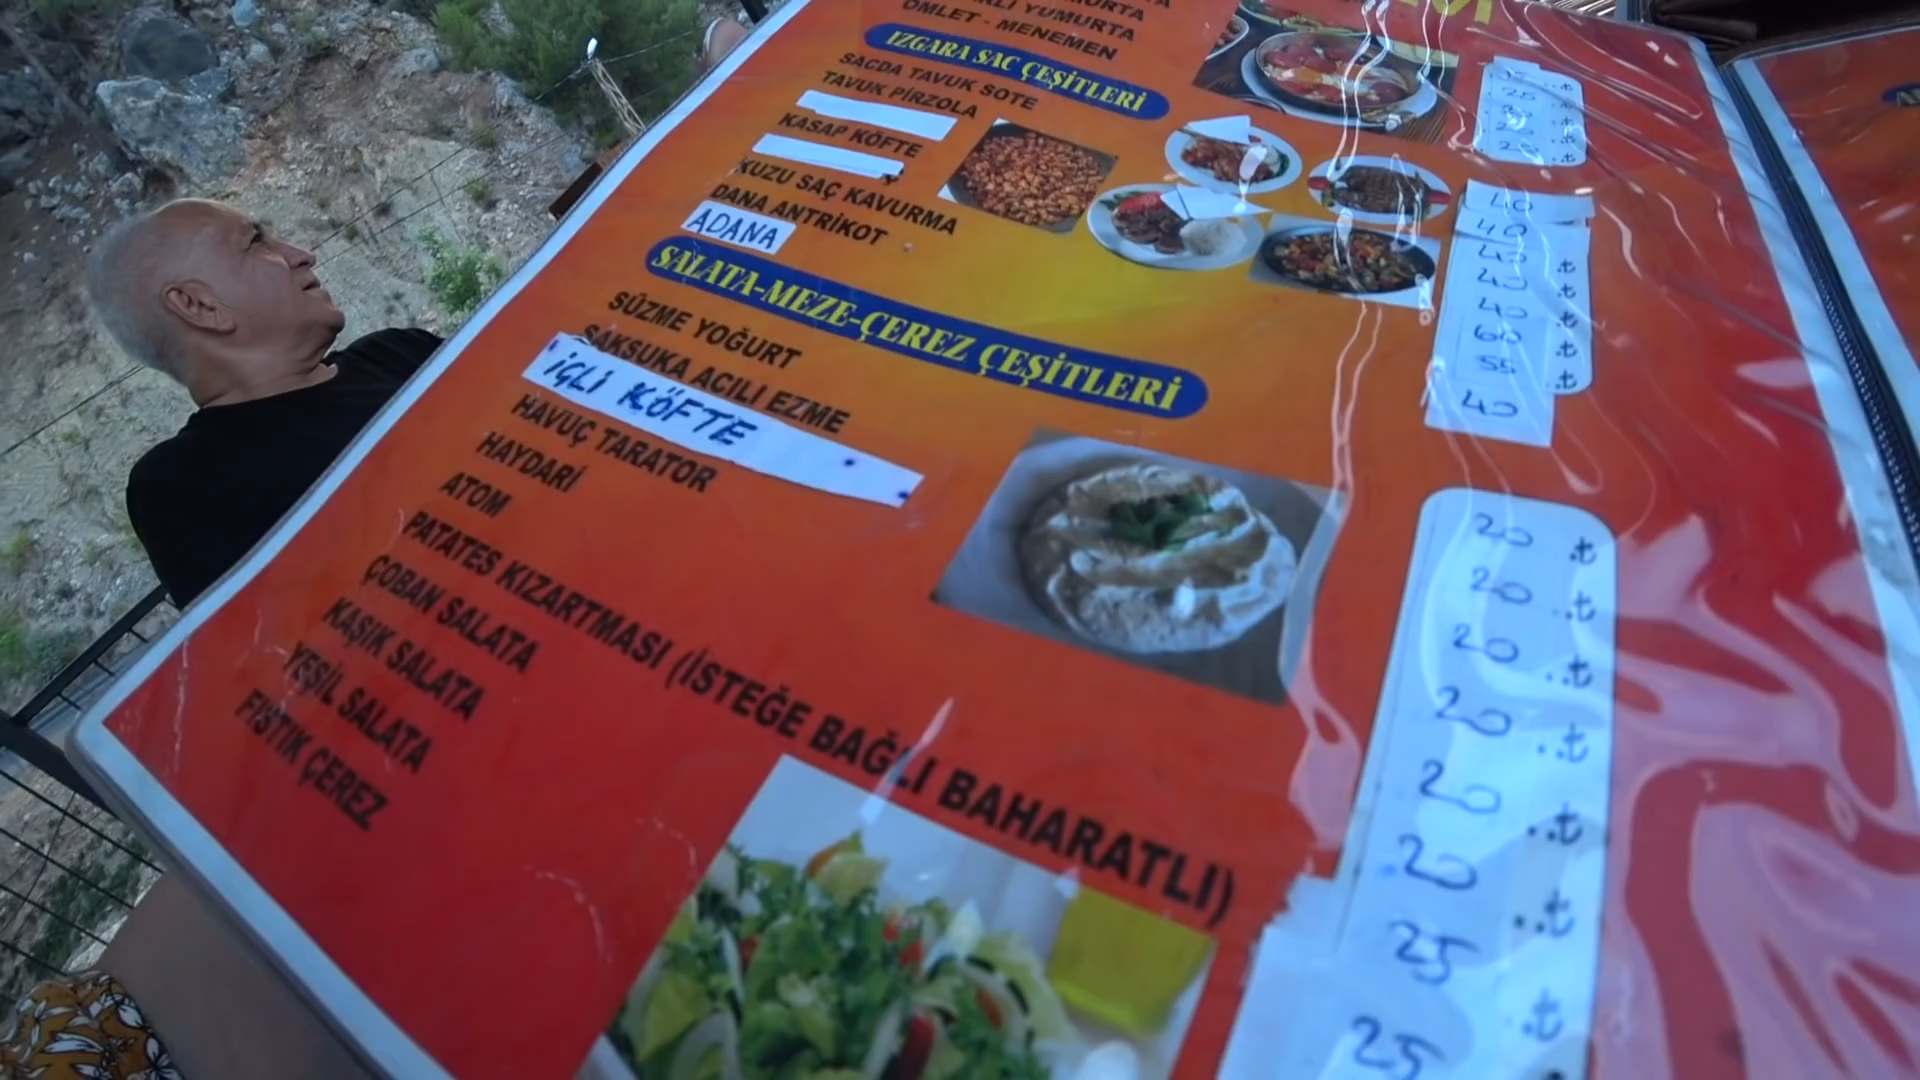 YUMURTA
OMLET - MENEMEN
IZGARA SAC ÇEŞİTLERİ
SACDA TAVUK SOTE
TAVUK PİRZOLA
KASAP KÖFTE
KUZU SAÇ KAVURMA
DANA ANTRİKOT
ADANA
40
40
40
40
40
60
55
40
SALATA-MEZE-ÇEREZ ÇEŞİTLERİ
SÜZME YOĞURT
ŞAKSUKA ACILI EZME
İÇLİ KÖFTE
HAVUÇ TARATOR
HAYDARİ
ATOM
PATATES KIZARTMASI (İSTEĞE BAĞLI BAHARATLI)
ÇOBAN SALATA
KAŞIK SALATA
YEŞİL SALATA
FISTIK ÇEREZ
20 ₺
20 ..₺
20 ..₺
20 ..₺
20 ..₺
20 ..₺
25 .₺
25